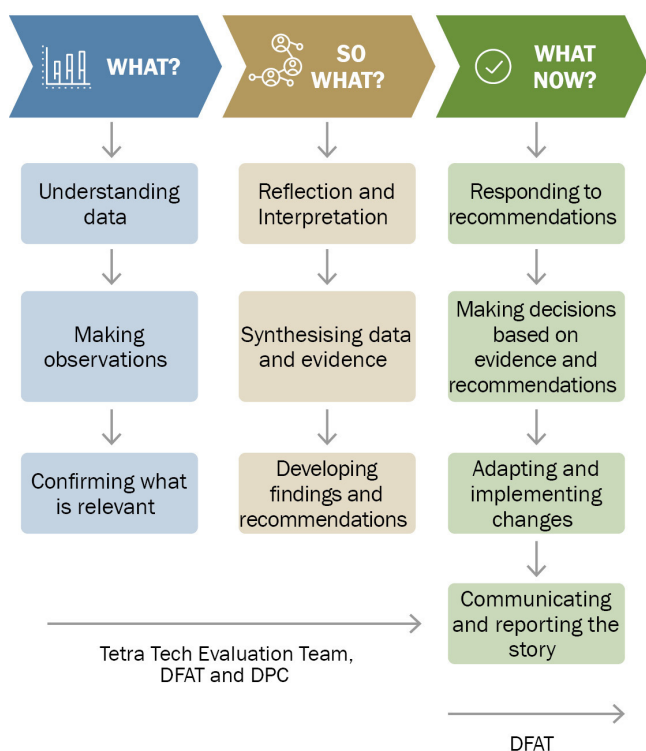 WHAT?
SO
WHAT?
WHAT
NOW?
Understanding
data
Making
observations
Confirming what
is relevant
Reflection and
Interpretation
Synthesising data
and evidence
Developing
findings and
recommendations
Responding to
recommendations
Making decisions
based on
evidence and
recommendations
Adapting and
implementing
changes
Communicating
and reporting the
story
Tetra Tech Evaluation Team,
DFAT and DPC
DFAT